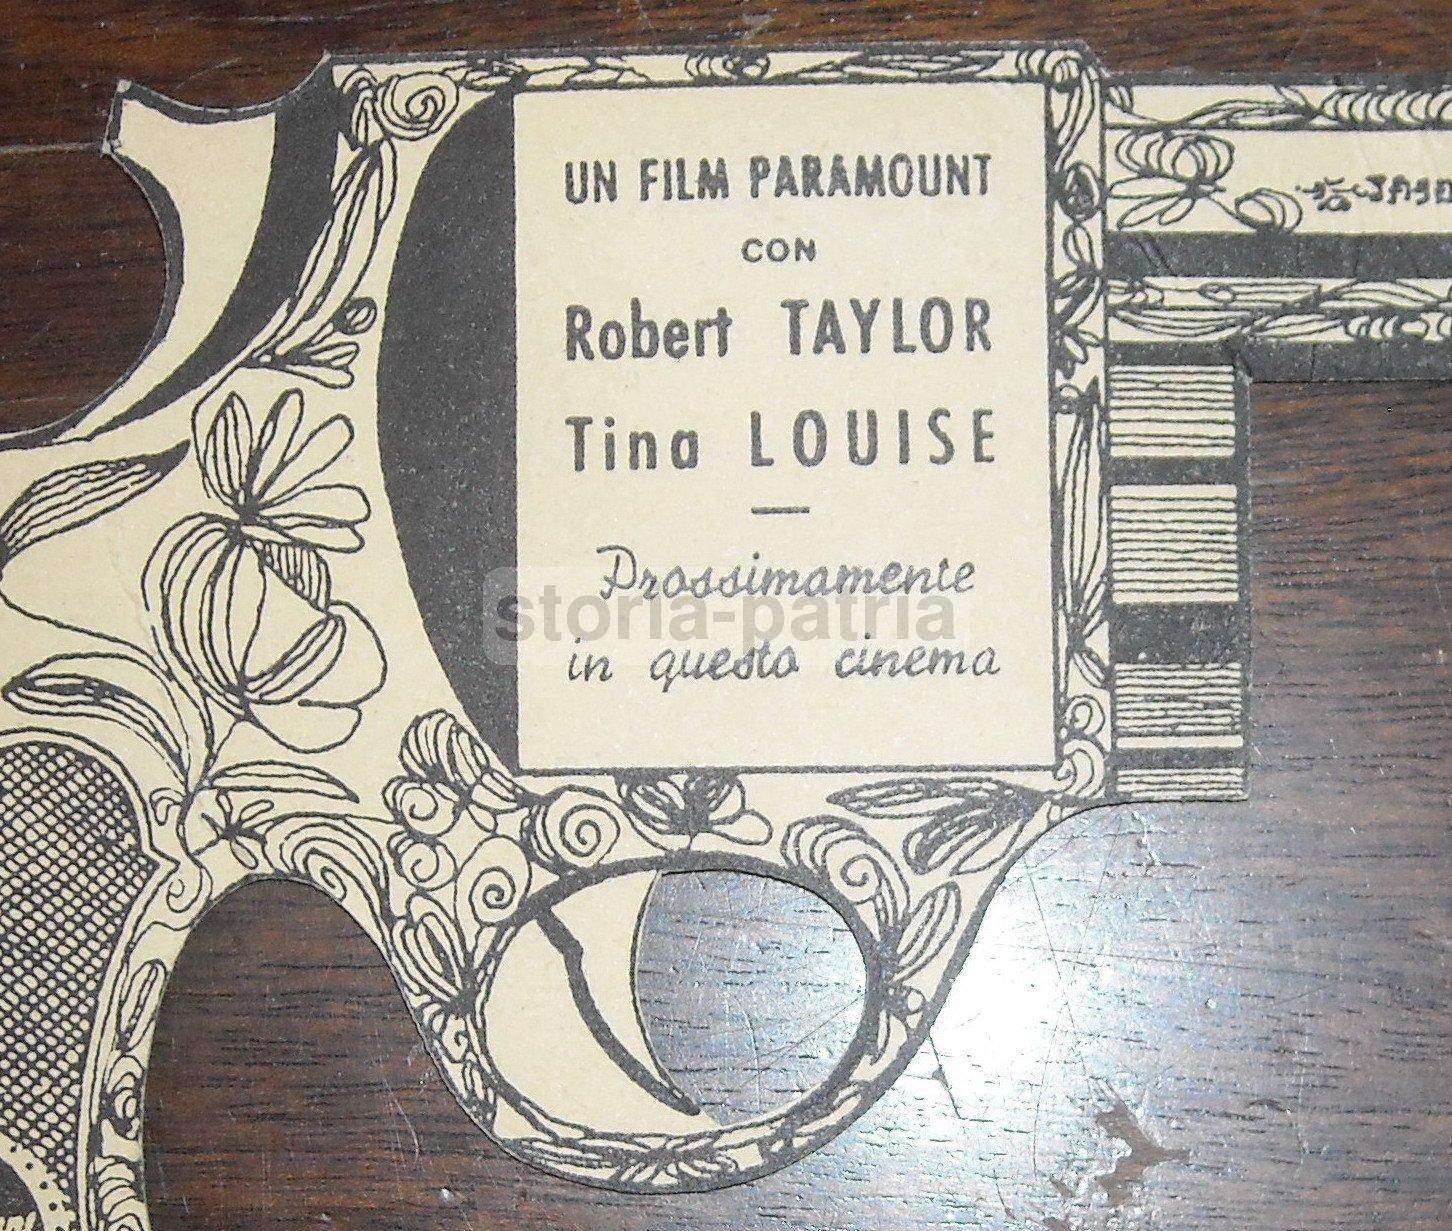 UN FILM PARAMOUNT
CON
Robert TAYLOR
Tina LOUISE
Prossimamente
storia-patria
in questo cinema